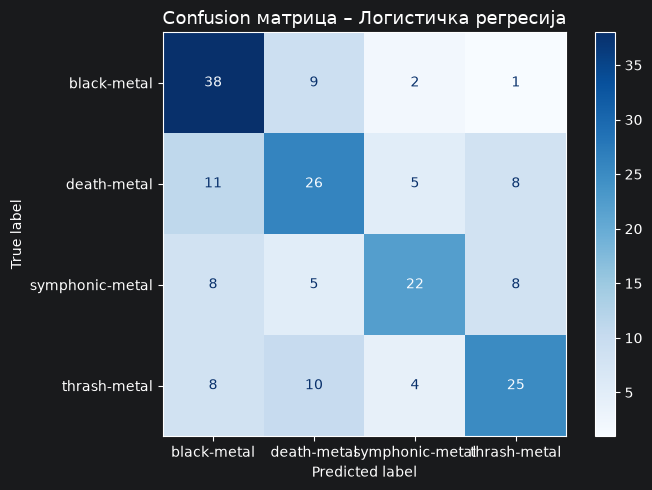 Confusion матрица – Логистичка регресија
True label
black-metal 38 9 2 1
death-metal 11 26 5 8
symphonic-metal 8 5 22 8
thrash-metal 8 10 4 25
black-metal death-metal symphonic-metal thrash-metal
Predicted label
35
30
25
20
15
10
5